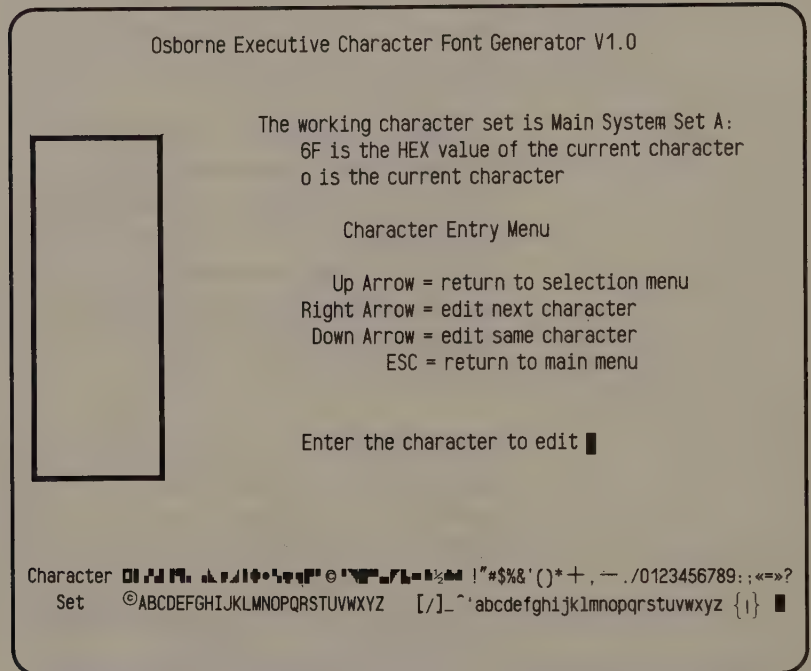 Osborne Executive Character Font Generator V1.0
The working character set is Main System Set A:
6F is the HEX value of the current character
o is the current character
Character Entry Menu
Up Arrow = return to selection menu
Right Arrow = edit next character
Down Arrow = edit same character
ESC = return to main menu
Enter the character to edit
Character © ½ !"#$%&'()*+,—./0123456789:;«=»?
Set ©ABCDEFGHIJKLMNOPQRSTUVWXYZ [/]_^'abcdefghijklmnopqrstuvwxyz {|}